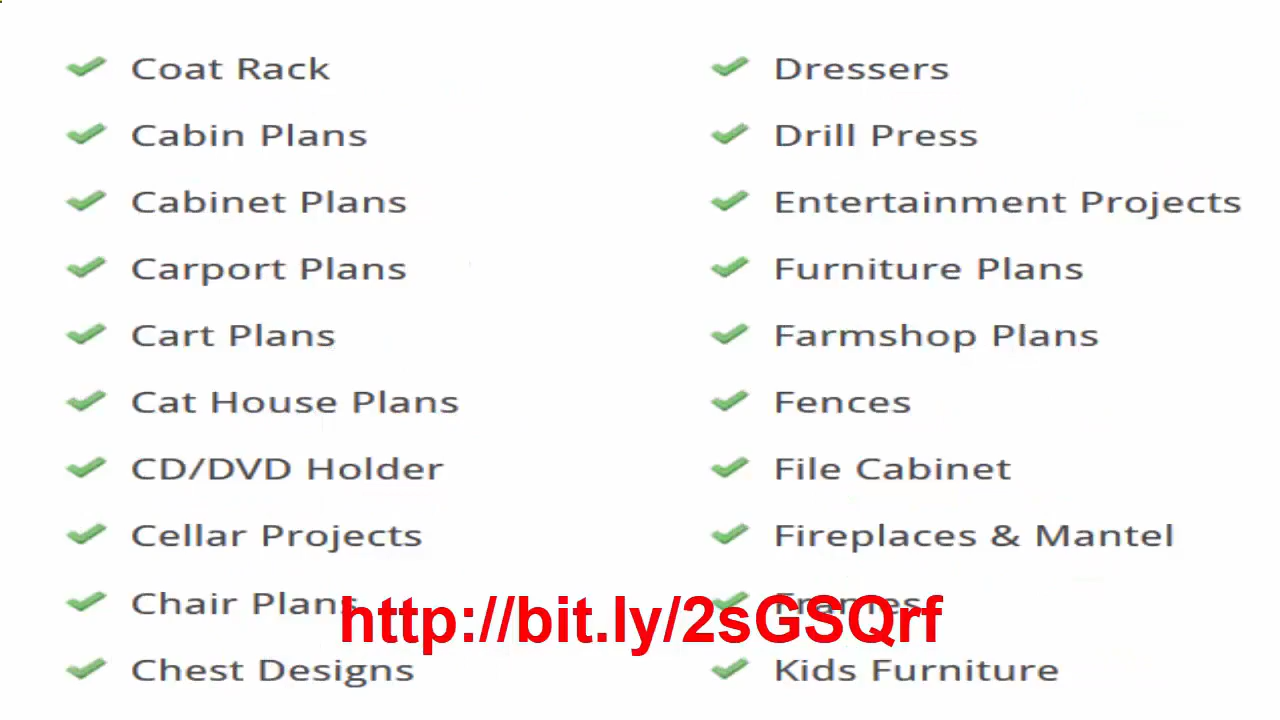 Coat Rack
Cabin Plans
Cabinet Plans
Carport Plans
Cart Plans
Cat House Plans
CD/DVD Holder
Cellar Projects
Chair Plans
Chest Designs
Dressers
Drill Press
Entertainment Projects
Furniture Plans
Farmshop Plans
Fences
File Cabinet
Fireplaces & Mantel
Frames
Kids Furniture
http://bit.ly/2sGSQrf